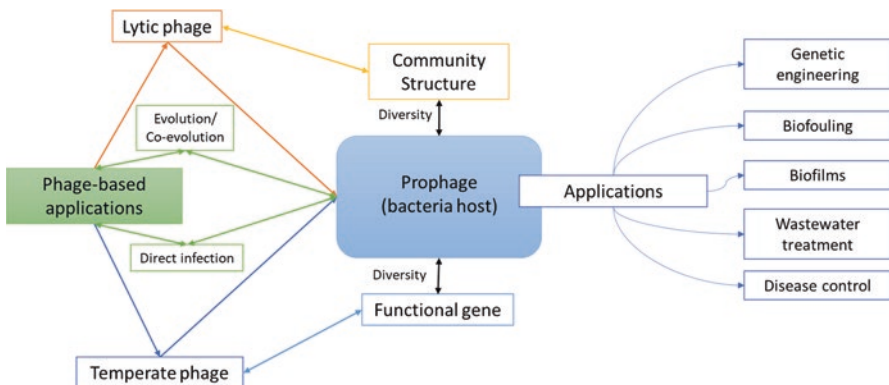 Lytic phage
Community
Structure
Genetic
engineering
Evolution/
Co-evolution
Diversity
Biofouling
Phage-based
applications
Prophage
(bacteria host)
Applications
Biofilms
Direct infection
Wastewater
treatment
Diversity
Functional gene
Disease control
Temperate phage